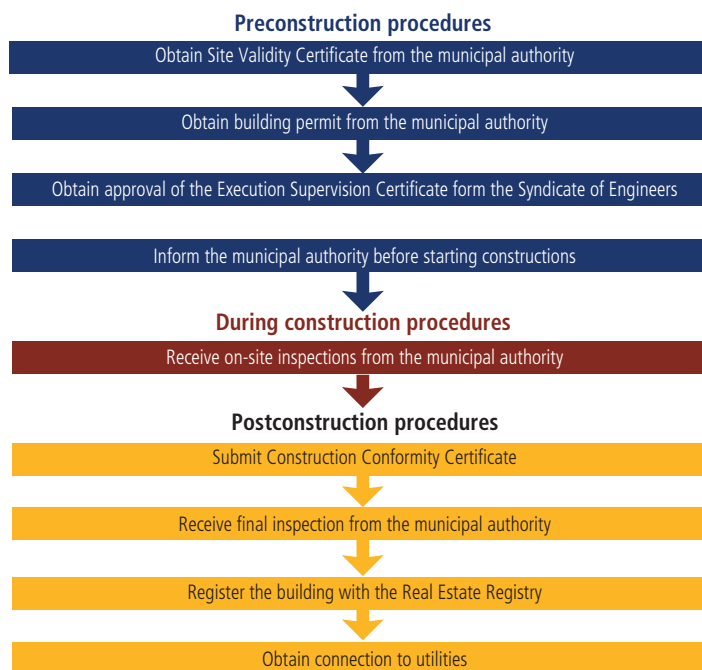 Preconstruction procedures
Obtain Site Validity Certificate from the municipal authority
Obtain building permit from the municipal authority
Obtain approval of the Execution Supervision Certificate form the Syndicate of Engineers
Inform the municipal authority before starting constructions
During construction procedures
Receive on-site inspections from the municipal authority
Postconstruction procedures
Submit Construction Conformity Certificate
Receive final inspection from the municipal authority
Register the building with the Real Estate Registry
Obtain connection to utilities